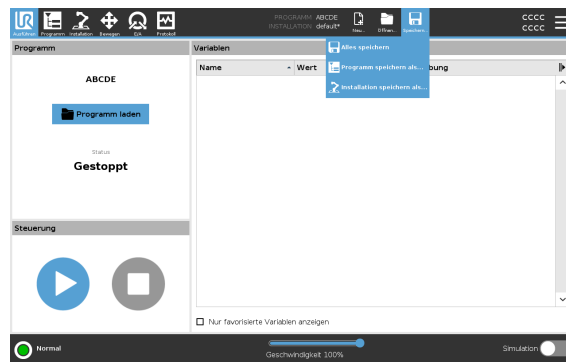 UR
PROGRAMM ABCDE
INSTALLATION default*
CCCC
CCCC
Ausführen Programm Installation Bewegen E/A Protokoll
Neu... Öffnen... Speichern...
Programm
Variablen
Alles speichern
Programm speichern als...
Installation speichern als...
Name Wert bung
ABCDE
Programm laden
Status
Gestoppt
Steuerung
Nur favorisierte Variablen anzeigen
Normal
Geschwindigkeit 100%
Simulation